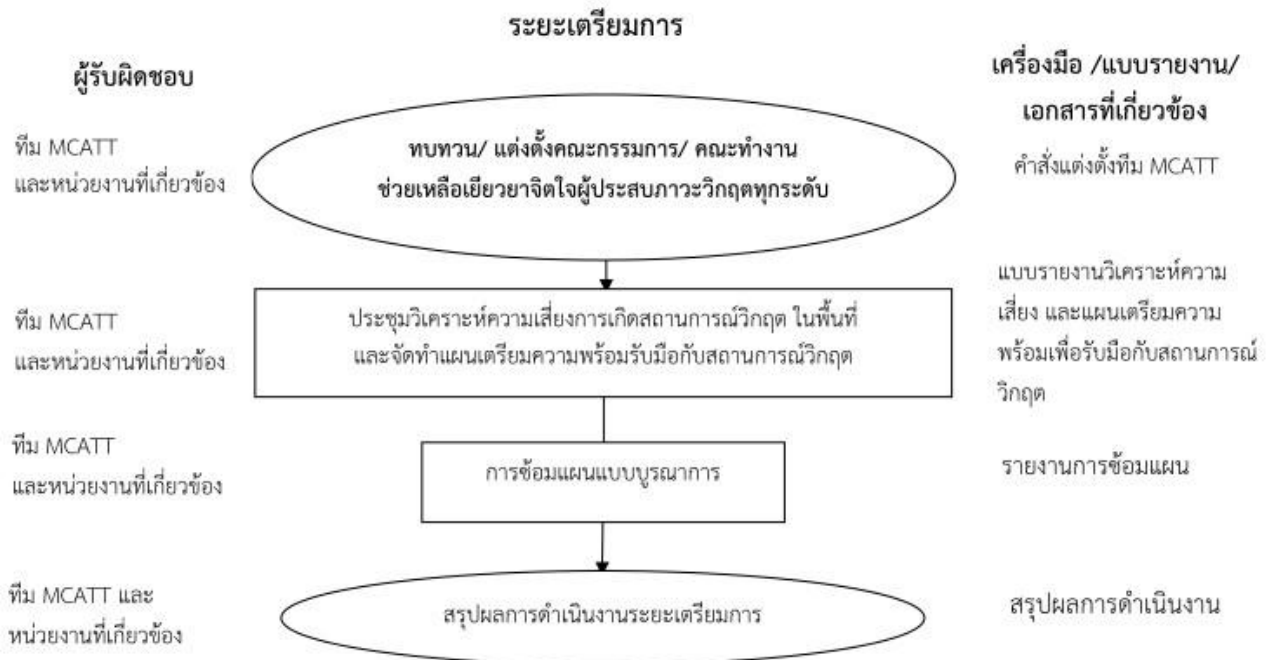 ระยะเตรียมการ
ผู้รับผิดชอบ
เครื่องมือ /แบบรายงาน/
เอกสารที่เกี่ยวข้อง
ทีม MCATT
และหน่วยงานที่เกี่ยวข้อง
ทบทวน/ แต่งตั้งคณะกรรมการ/ คณะทำงาน
ช่วยเหลือเยียวยาจิตใจผู้ประสบภาวะวิกฤตทุกระดับ
คำสั่งแต่งตั้งทีม MCATT
ทีม MCATT
และหน่วยงานที่เกี่ยวข้อง
ประชุมวิเคราะห์ความเสี่ยงการเกิดสถานการณ์วิกฤต ในพื้นที่
และจัดทำแผนเตรียมความพร้อมรับมือกับสถานการณ์วิกฤต
แบบรายงานวิเคราะห์ความ
เสี่ยง และแผนเตรียมความ
พร้อมเพื่อรับมือกับสถานการณ์
วิกฤต
ทีม MCATT
และหน่วยงานที่เกี่ยวข้อง
การซ้อมแผนแบบบูรณาการ
รายงานการซ้อมแผน
ทีม MCATT และ
หน่วยงานที่เกี่ยวข้อง
สรุปผลการดำเนินงานระยะเตรียมการ
สรุปผลการดำเนินงาน